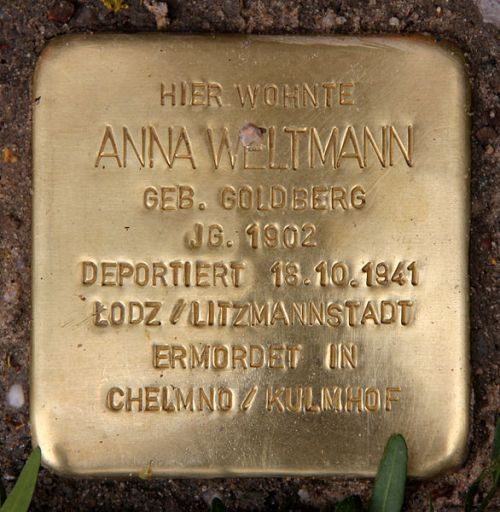 HIER WOHNTE
ANNA WELTMANN
GEB. GOLDBERG
JG. 1902
DEPORTIERT 18.10.1941
ŁODZ / LITZMANNSTADT
ERMORDET IN
CHELMNO / KULMHOF